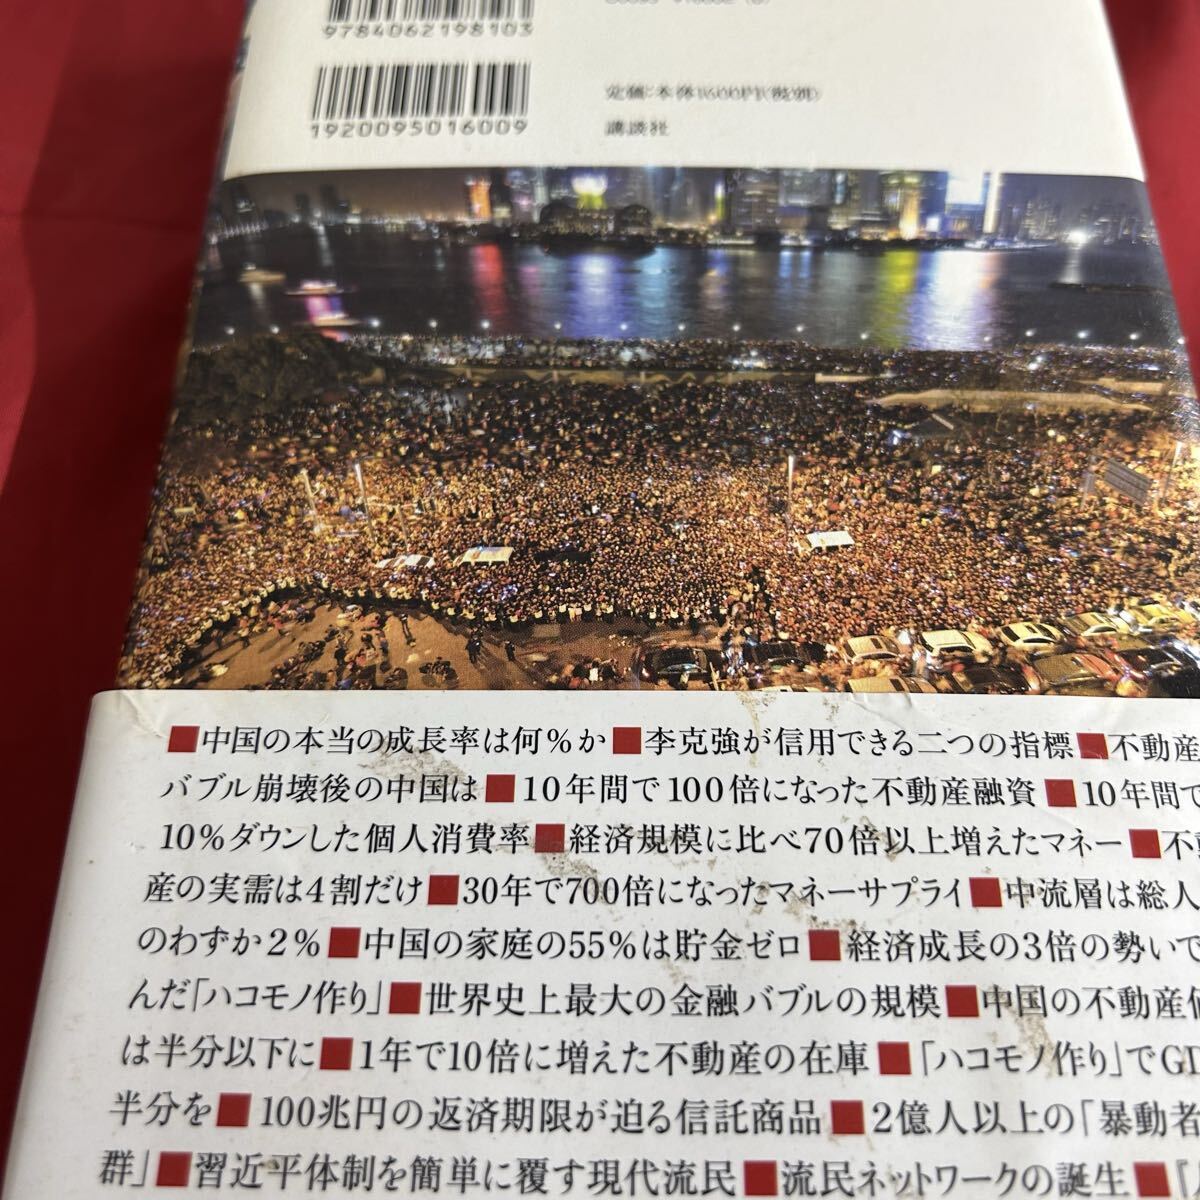 9784062198103
1920095016009
定価:本体1600円(税別)
講談社
■中国の本当の成長率は何%か■李克強が信用できる二つの指標■不動産
バブル崩壊後の中国は■10年間で100倍になった不動産融資■10年間で
10%ダウンした個人消費率■経済規模に比べ70倍以上増えたマネー■不動
産の実需は4割だけ■30年で700倍になったマネーサプライ■中流層は総人
のわずか2%■中国の家庭の55%は貯金ゼロ■経済成長の3倍の勢いで
んだ「ハコモノ作り」■世界史上最大の金融バブルの規模■中国の不動産価
は半分以下に■1年で10倍に増えた不動産の在庫■「ハコモノ作り」でGD
半分を■100兆円の返済期限が迫る信託商品■2億人以上の「暴動者
群」■習近平体制を簡単に覆す現代流民■流民ネットワークの誕生■